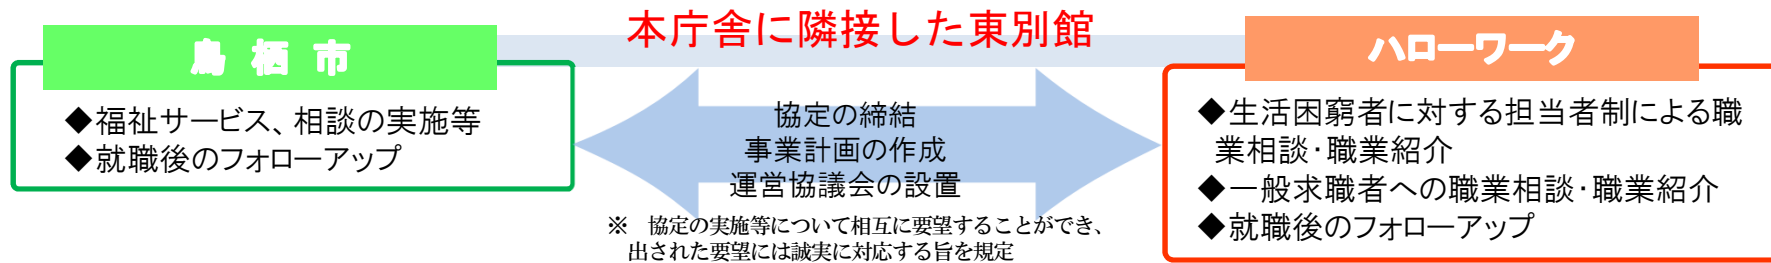 本庁舎に隣接した東別館
鳥栖市
◆福祉サービス、相談の実施等
◆就職後のフォローアップ
協定の締結
事業計画の作成
運営協議会の設置
※　協定の実施等について相互に要望することができ、
出された要望には誠実に対応する旨を規定
ハローワーク
◆生活困窮者に対する担当者制による職
業相談・職業紹介
◆一般求職者への職業相談・職業紹介
◆就職後のフォローアップ